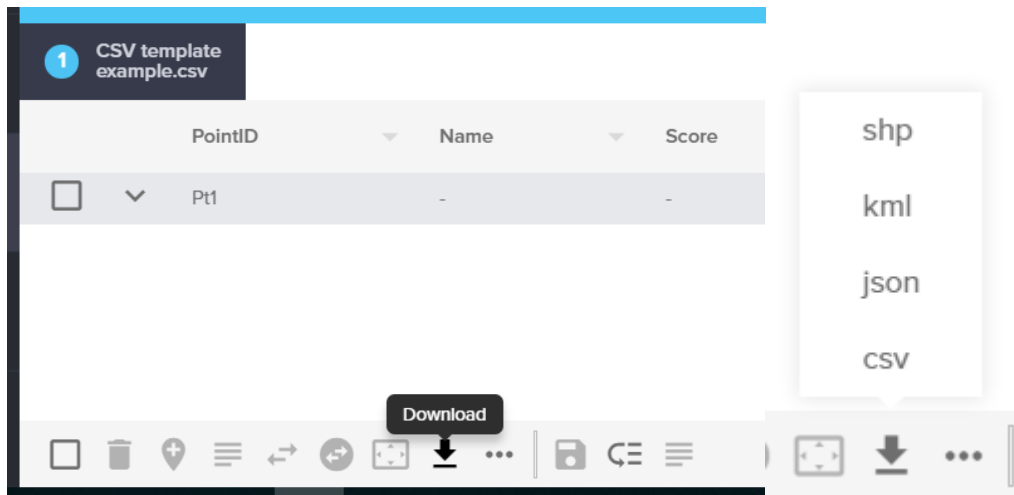 1
CSV template
example.csv
PointID
Name
Score
Pt1
-
-
Download
shp
kml
json
csv